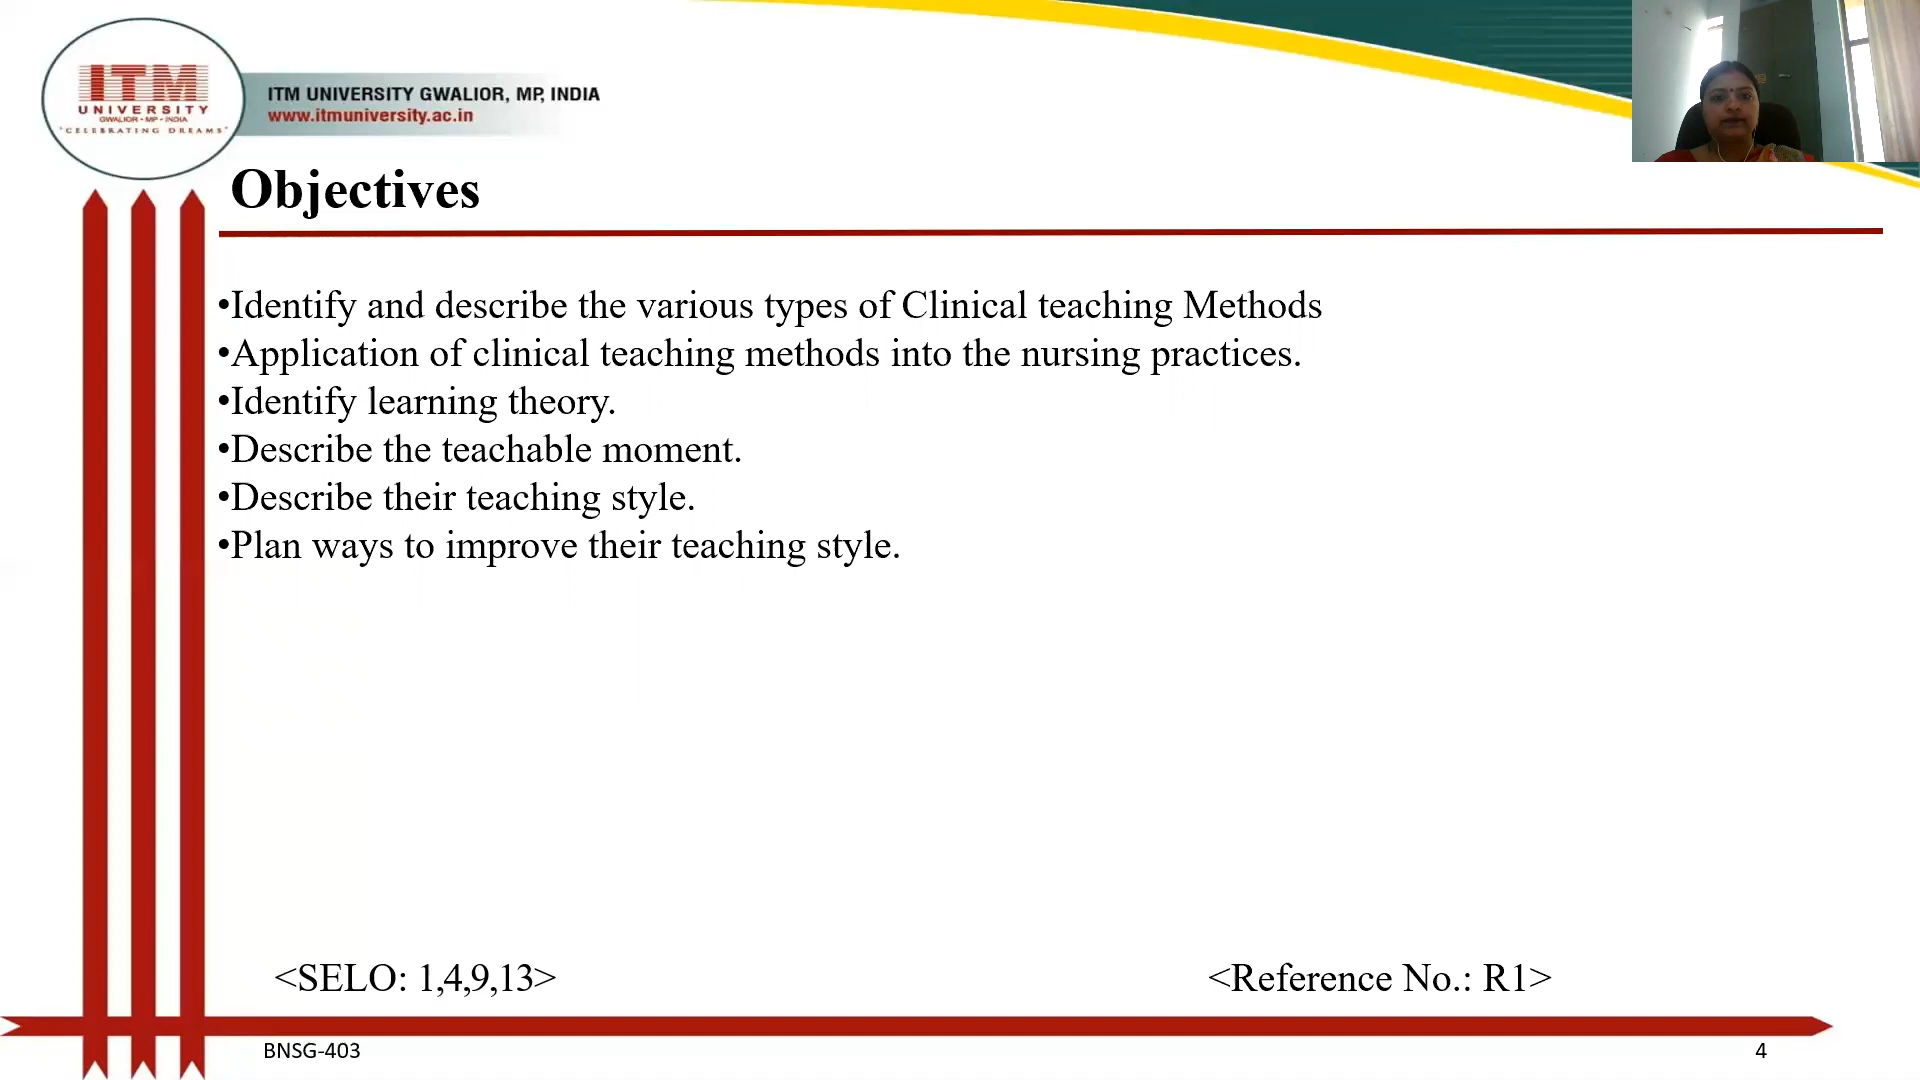 ITM
UNIVERSITY
GWALIOR • MP • INDIA
"CELEBRATING DREAMS"
ITM UNIVERSITY GWALIOR, MP, INDIA
www.itmuniversity.ac.in
Objectives
•Identify and describe the various types of Clinical teaching Methods
•Application of clinical teaching methods into the nursing practices.
•Identify learning theory.
•Describe the teachable moment.
•Describe their teaching style.
•Plan ways to improve their teaching style.
<SELO: 1,4,9,13>
<Reference No.: R1>
BNSG-403
4